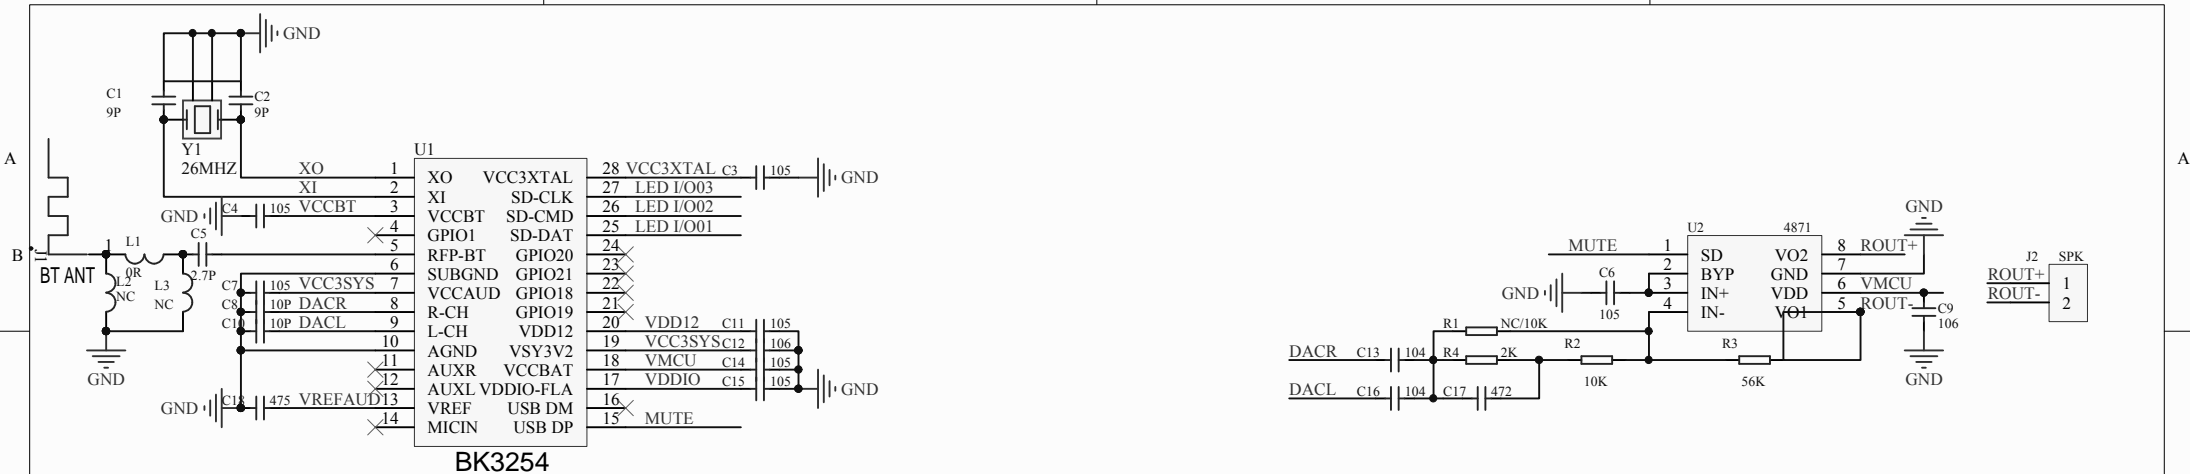 GND
C1
9P
C2
9P
Y1
26MHZ
A
A
B
U1
XO 1 XO VCC3XTAL 28 VCC3XTAL C3 105 GND
XI 2 XI SD-CLK 27 LED I/O03
GND C4 105 VCCBT 3 VCCBT SD-CMD 26 LED I/O02
4 GPIO1 SD-DAT 25 LED I/O01
C5 2.7P 5 RFP-BT GPIO20 24
6 SUBGND GPIO21 23
C7 105 VCC3SYS 7 VCCAUD GPIO18 22
C8 10P DACR 8 R-CH GPIO19 21
C10 10P DACL 9 L-CH VDD12 20 VDD12 C11 105
10 AGND VSY3V2 19 VCC3SYS C12 106
11 AUXR VCCBAT 18 VMCU C14 105
12 AUXL VDDIO-FLA 17 VDDIO C15 105 GND
GND C18 475 VREFAUD 13 VREF USB DM 16
14 MICIN USB DP 15 MUTE
BK3254
J1
BT ANT
1
L1
0R
L2
NC
L3
NC
GND
U2 4871
GND
MUTE 1 SD VO2 8 ROUT+
2 BYP GND 7
GND C6 105 3 IN+ VDD 6 VMCU
4 IN- VO1 5 ROUT-
C9
106
GND
R1 NC/10K
DACR C13 104 R4 2K
R2
10K
R3
56K
DACL C16 104 C17 472
J2 SPK
ROUT+ 1
ROUT- 2